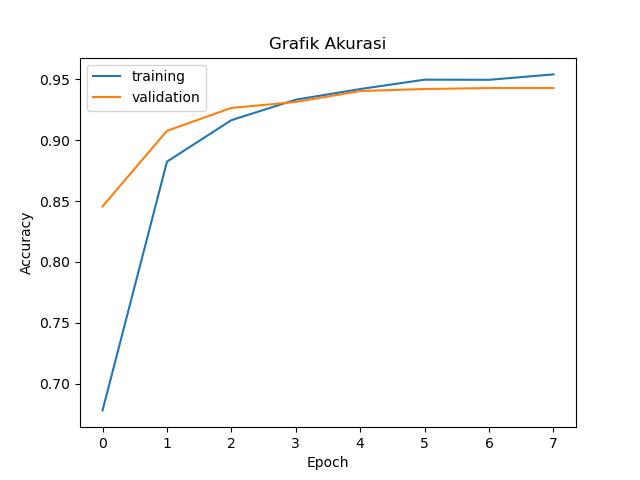 Grafik Akurasi
training
validation
0.95
0.90
0.85
0.80
0.75
0.70
Accuracy
0 1 2 3 4 5 6 7
Epoch